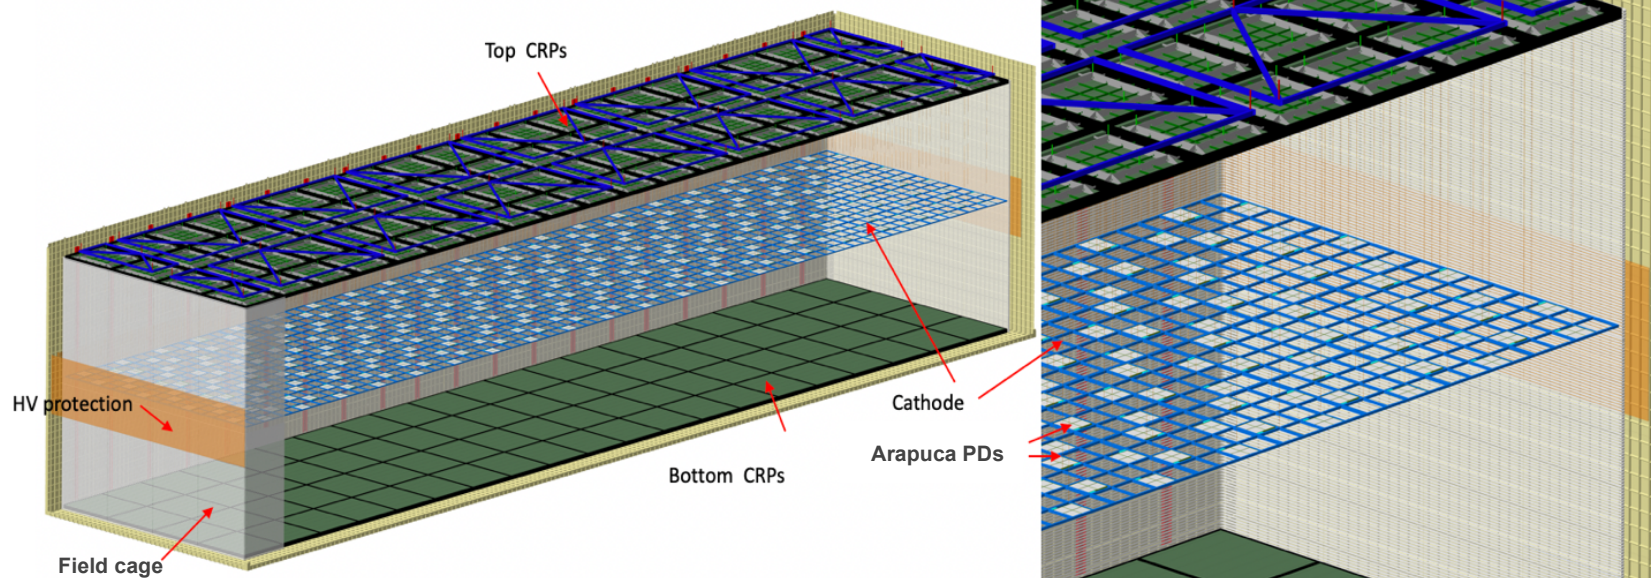 Top CRPs
HV protection
Cathode
Arapuca PDs
Bottom CRPs
Field cage